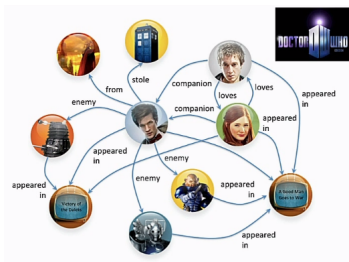 DOCTOR WHO
companion
loves
loves
stole
from
companion
enemy
appeared
in
appeared
in
appeared
in
enemy
enemy
appeared
in
appeared
in
Victory of
the Daleks
A Good Man
Goes to War
appeared
in